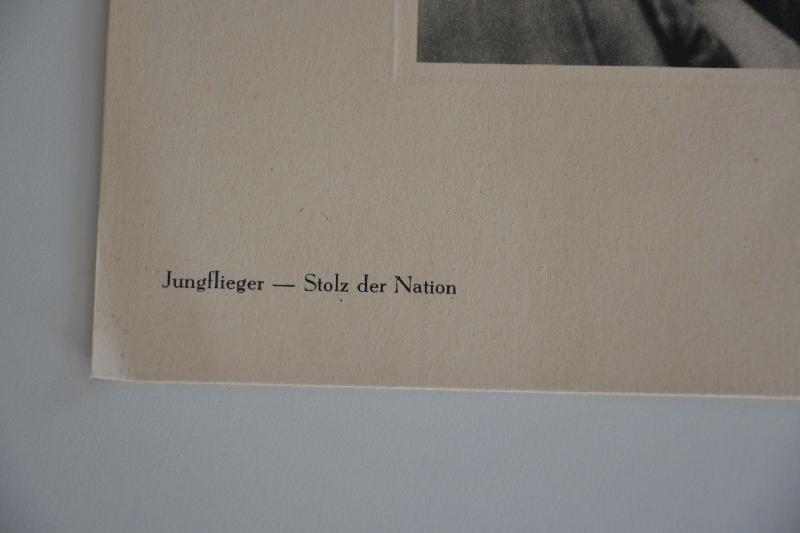 Jungflieger — Stolz der Nation